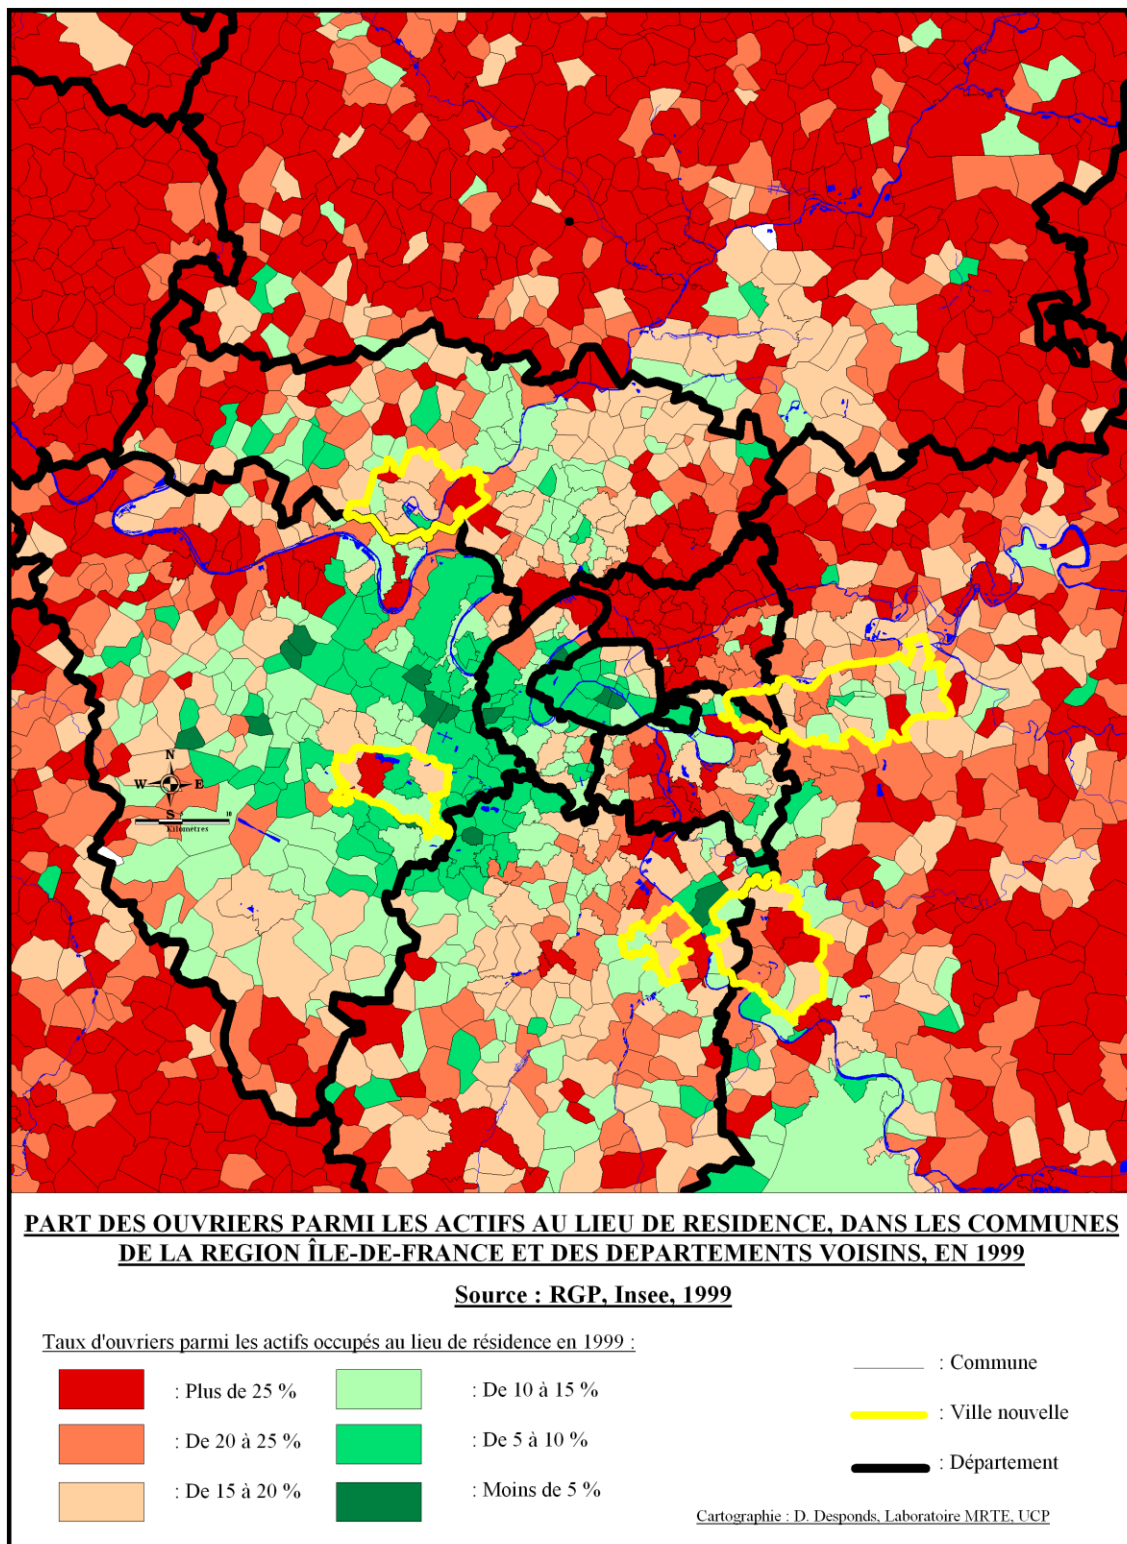 N
W E
S
10
Kilomètres
PART DES OUVRIERS PARMI LES ACTIFS AU LIEU DE RESIDENCE, DANS LES COMMUNES
DE LA REGION ÎLE-DE-FRANCE ET DES DEPARTEMENTS VOISINS, EN 1999
Source : RGP, Insee, 1999
Taux d'ouvriers parmi les actifs occupés au lieu de résidence en 1999 :
: Plus de 25 %
: De 20 à 25 %
: De 15 à 20 %
: De 10 à 15 %
: De 5 à 10 %
: Moins de 5 %
: Commune
: Ville nouvelle
: Département
Cartographie : D. Desponds, Laboratoire MRTE, UCP